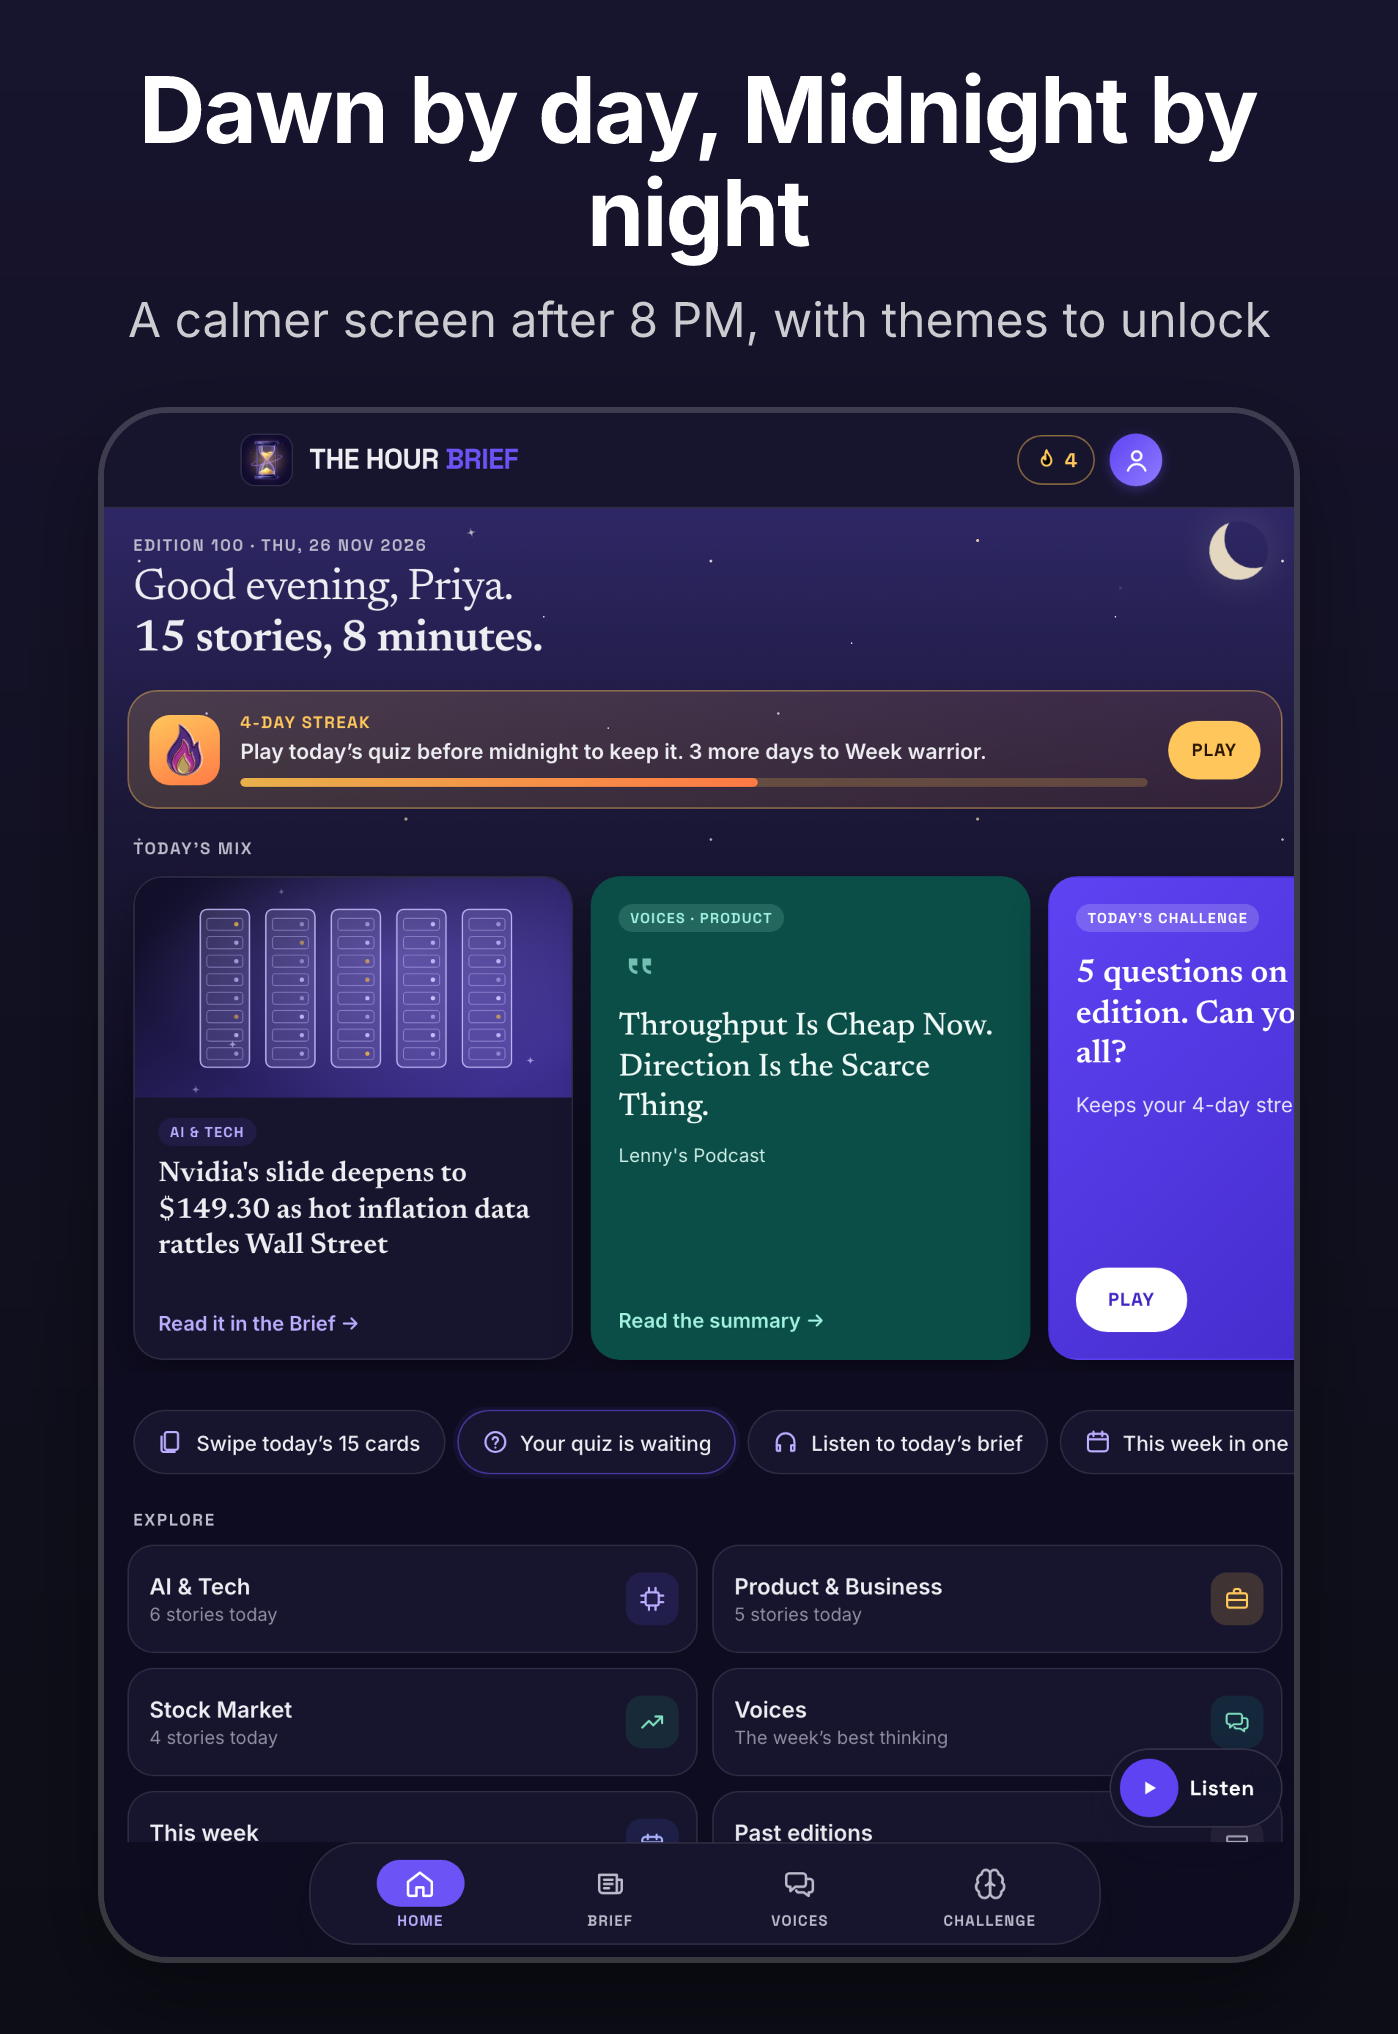 Dawn by day, Midnight by
night
A calmer screen after 8 PM, with themes to unlock
THE HOUR BRIEF
4
EDITION 100 · THU, 26 NOV 2026
Good evening, Priya.
15 stories, 8 minutes.
4-DAY STREAK
Play today’s quiz before midnight to keep it. 3 more days to Week warrior.
PLAY
TODAY’S MIX
AI & TECH
Nvidia's slide deepens to
$149.30 as hot inflation data
rattles Wall Street
Read it in the Brief →
VOICES · PRODUCT
"
Throughput Is Cheap Now.
Direction Is the Scarce
Thing.
Lenny's Podcast
Read the summary →
TODAY’S CHALLENGE
5 questions on
edition. Can yo
all?
Keeps your 4-day stre
PLAY
Swipe today’s 15 cards
Your quiz is waiting
Listen to today’s brief
This week in one
EXPLORE
AI & Tech
6 stories today
Product & Business
5 stories today
Stock Market
4 stories today
Voices
The week’s best thinking
Listen
This week
Past editions
HOME
BRIEF
VOICES
CHALLENGE